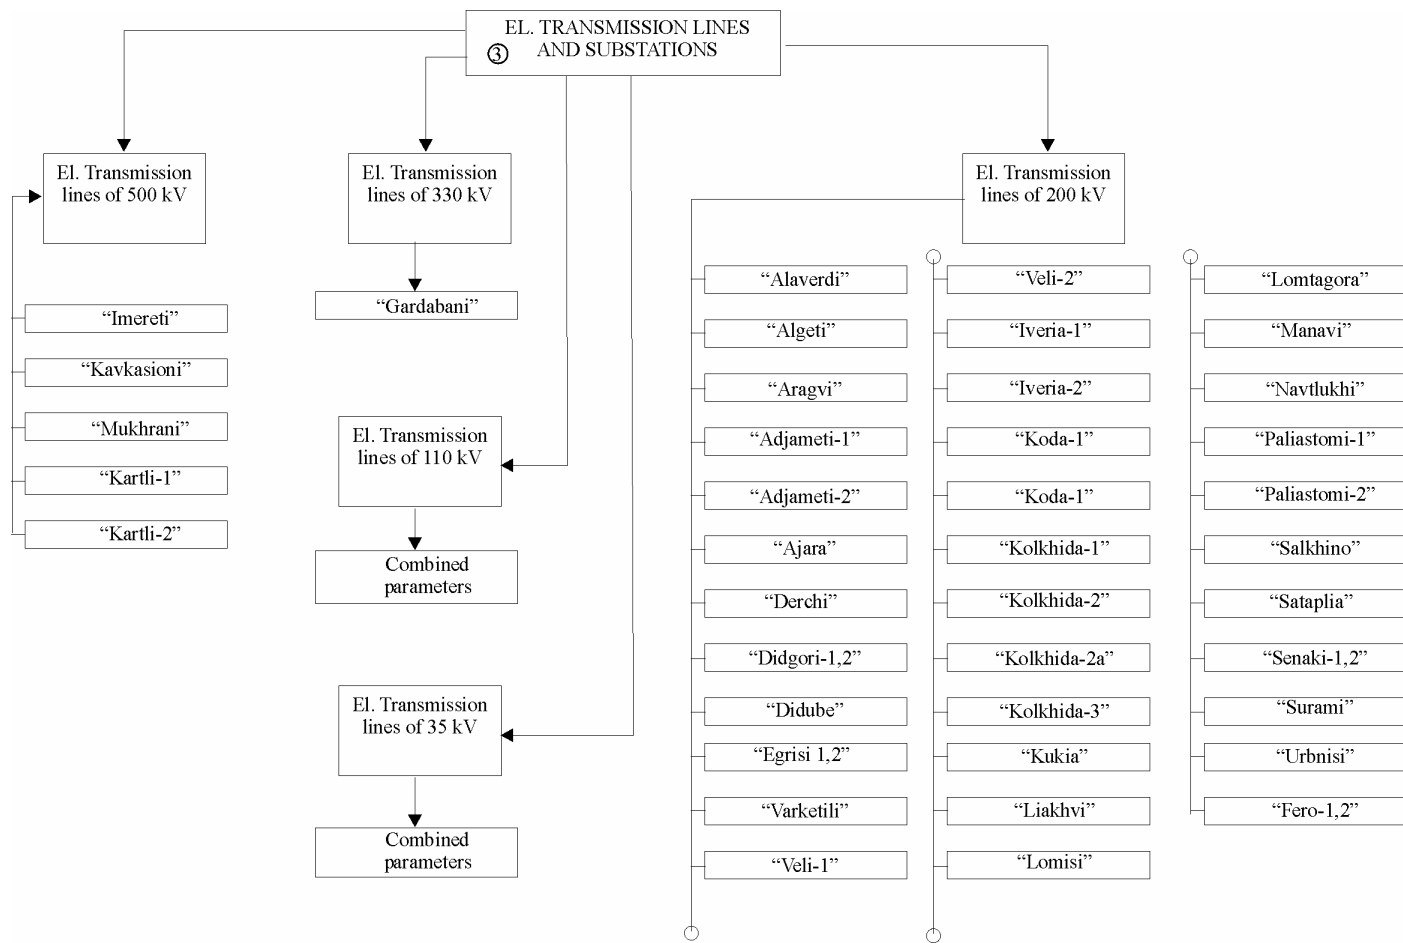 EL. TRANSMISSION LINES
③ AND SUBSTATIONS
El. Transmission
lines of 500 kV
“Imereti”
“Kavkasioni”
“Mukhrani”
“Kartli-1”
“Kartli-2”
El. Transmission
lines of 330 kV
“Gardabani”
El. Transmission
lines of 110 kV
Combined
parameters
El. Transmission
lines of 35 kV
Combined
parameters
El. Transmission
lines of 200 kV
“Alaverdi”
“Algeti”
“Aragvi”
“Adjameti-1”
“Adjameti-2”
“Ajara”
“Derchi”
“Didgori-1,2”
“Didube”
“Egrisi 1,2”
“Varketili”
“Veli-1”
“Veli-2”
“Iveria-1”
“Iveria-2”
“Koda-1”
“Koda-1”
“Kolkhida-1”
“Kolkhida-2”
“Kolkhida-2a”
“Kolkhida-3”
“Kukia”
“Liakhvi”
“Lomisi”
“Lomtagora”
“Manavi”
“Navtlukhi”
“Paliastomi-1”
“Paliastomi-2”
“Salkhino”
“Sataplia”
“Senaki-1,2”
“Surami”
“Urbnisi”
“Fero-1,2”